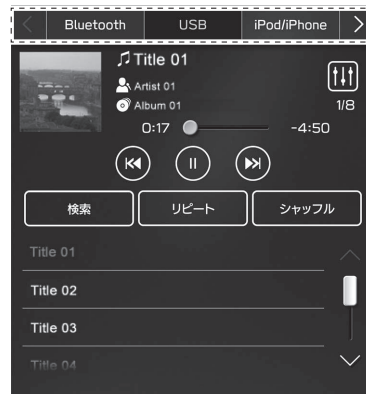 Bluetooth USB iPod/iPhone
Title 01
Artist 01
Album 01
1/8
0:17 -4:50
検索 リピート シャッフル
Title 01
Title 02
Title 03
Title 04